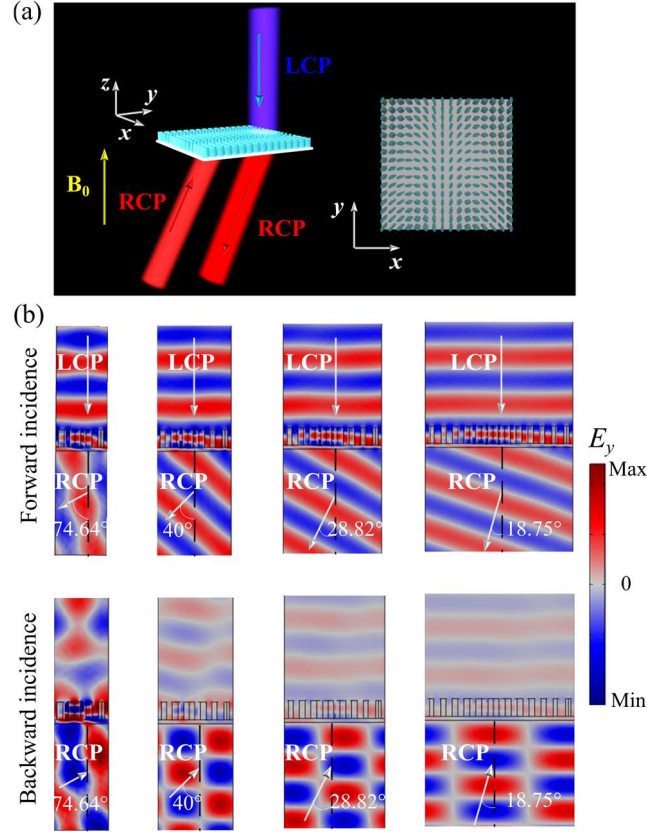 (a)
LCP
z
y
x
B₀
RCP
RCP
y
x
(b)
Forward incidence
LCP
LCP
LCP
LCP
RCP
RCP
RCP
RCP
74.64°
40°
28.82°
18.75°
Backward incidence
RCP
RCP
RCP
RCP
74.64°
40°
28.82°
18.75°
E_y
Max
0
Min